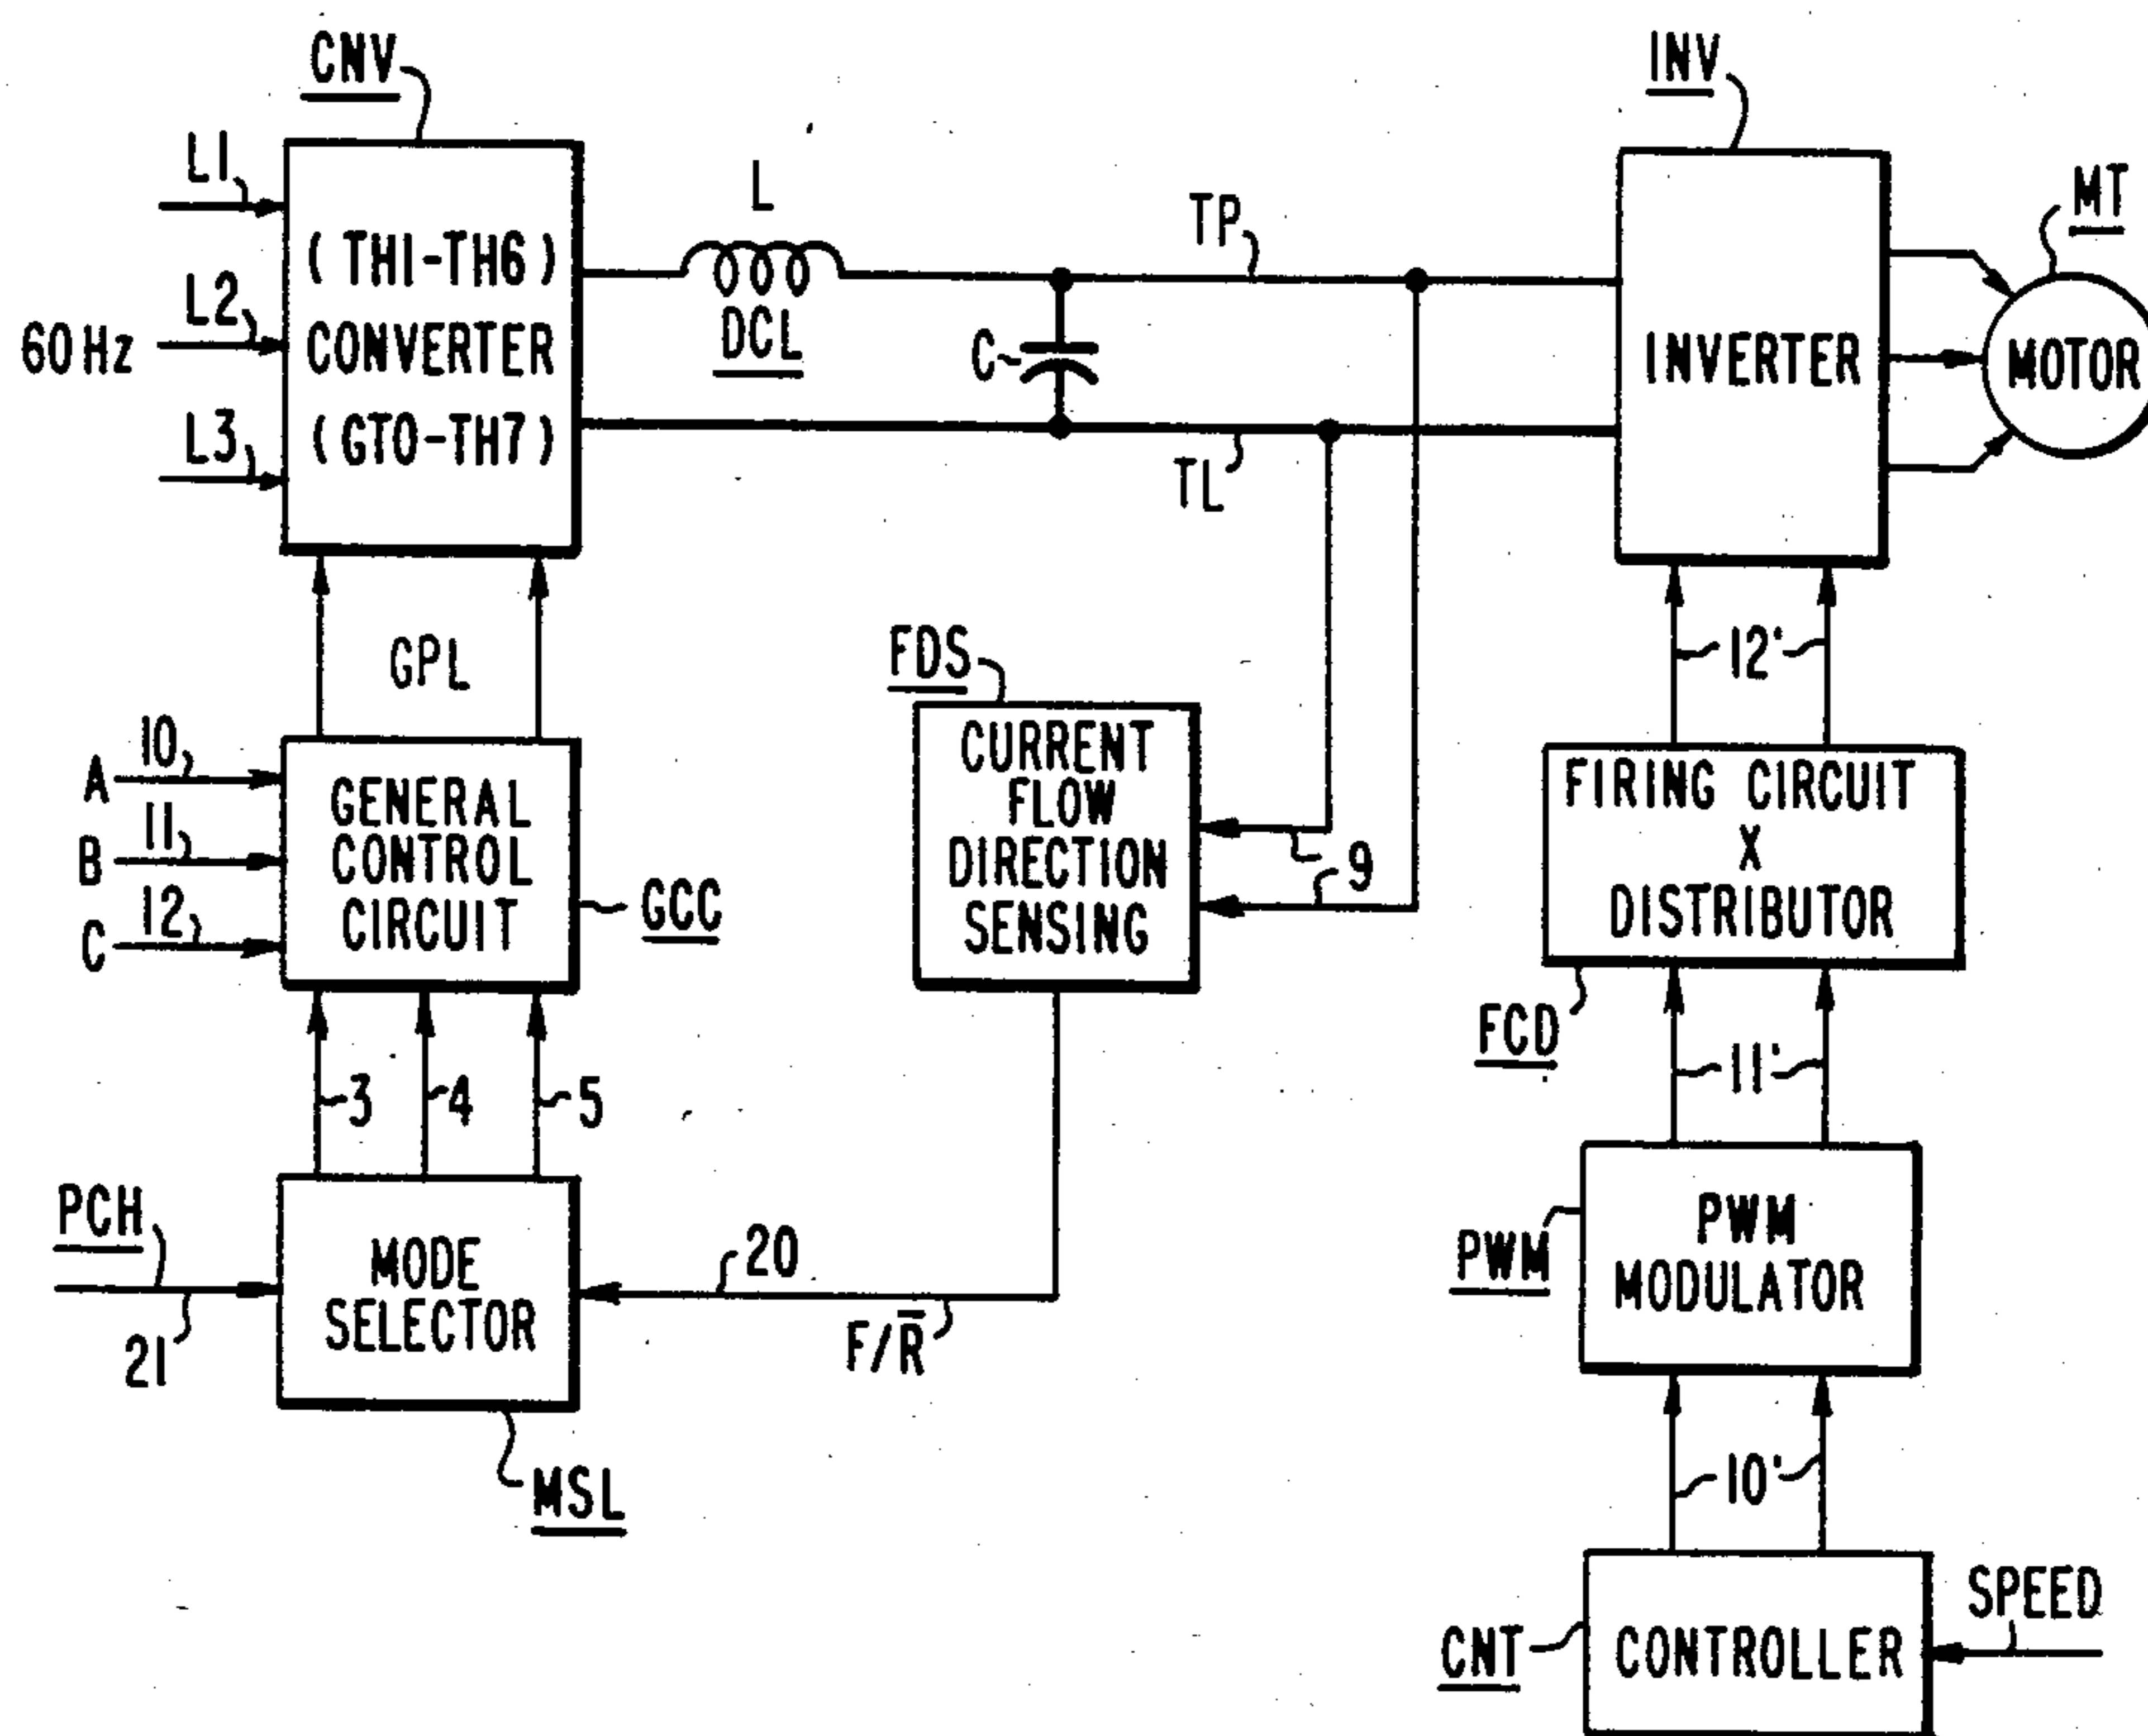 CNV
INV
L1
L
TP
MT
(TH1-TH6)
CONVERTER
(GTO-TH7)
L2
60Hz
DCL
C
INVERTER
MOTOR
L3
TL
GPL
FDS
12'
CURRENT
FLOW
DIRECTION
SENSING
A
10
B
11
C
12
GENERAL
CONTROL
CIRCUIT
GCC
9
FIRING CIRCUIT
X
DISTRIBUTOR
FCD
3
4
5
11'
PCH
21
MODE
SELECTOR
20
F/R̅
PWM
PWM
MODULATOR
MSL
10'
CNT
CONTROLLER
SPEED